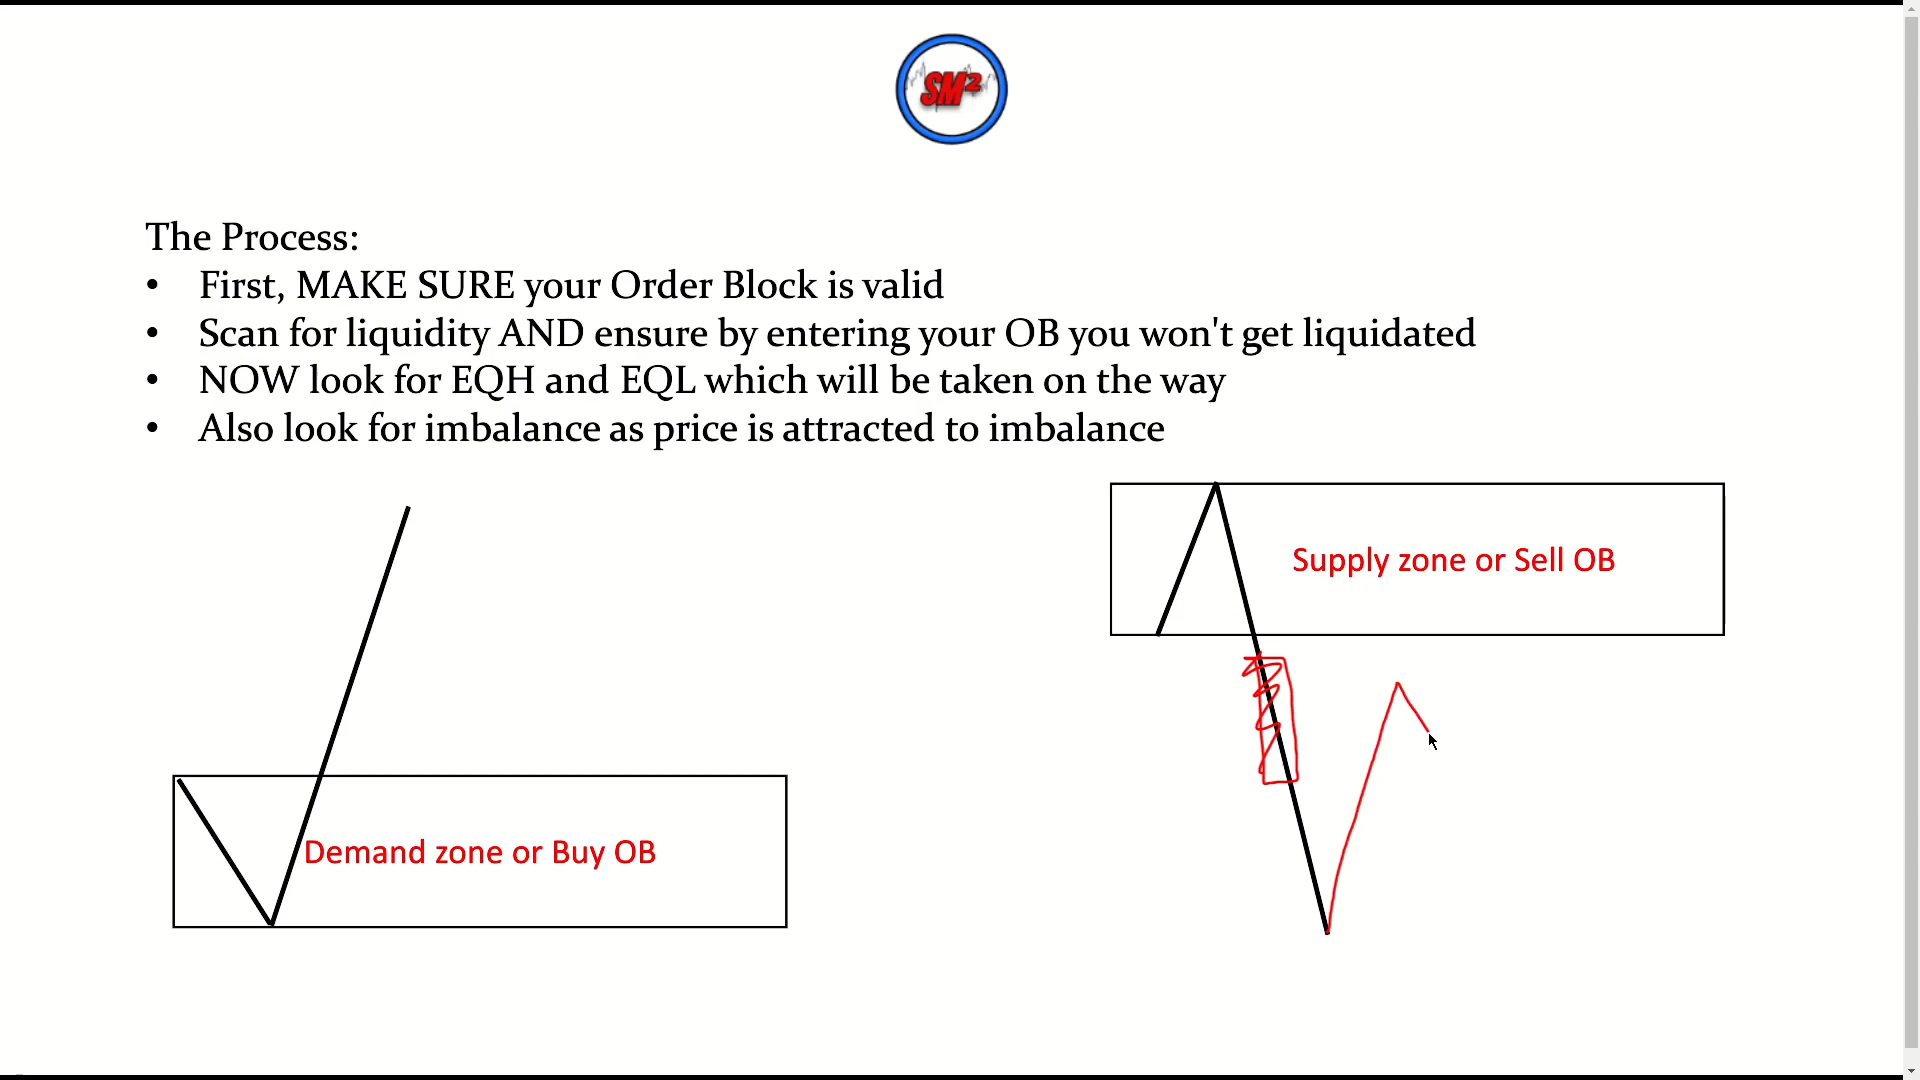 SM²
The Process:
• First, MAKE SURE your Order Block is valid
• Scan for liquidity AND ensure by entering your OB you won't get liquidated
• NOW look for EQH and EQL which will be taken on the way
• Also look for imbalance as price is attracted to imbalance
Supply zone or Sell OB
Demand zone or Buy OB